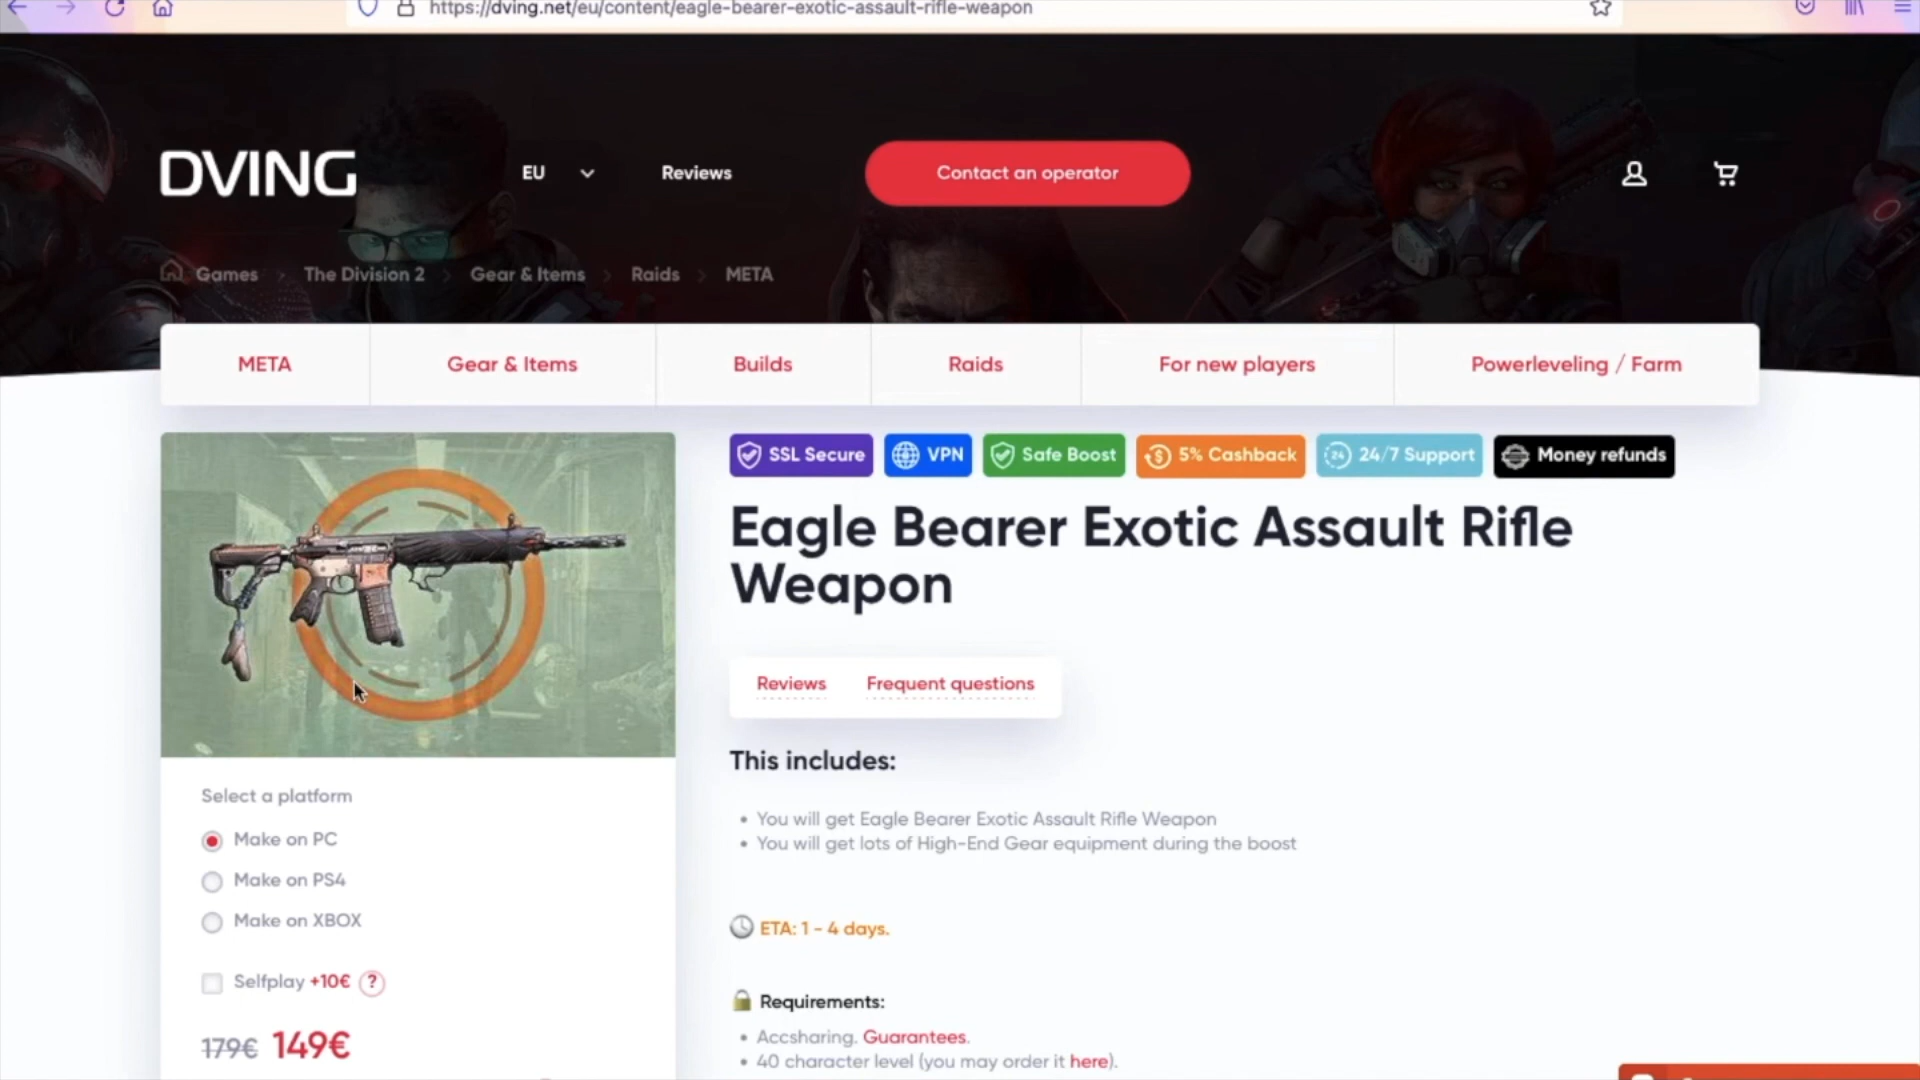 https://dving.net/eu/content/eagle-bearer-exotic-assault-rifle-weapon
DVING
EU
Reviews
Contact an operator
Games > The Division 2 > Gear & Items > Raids > META
META
Gear & Items
Builds
Raids
For new players
Powerleveling / Farm
SSL Secure
VPN
Safe Boost
5% Cashback
24
24/7 Support
Money refunds
Eagle Bearer Exotic Assault Rifle
Weapon
Reviews
Frequent questions
This includes:
• You will get Eagle Bearer Exotic Assault Rifle Weapon
• You will get lots of High-End Gear equipment during the boost
ETA: 1 - 4 days.
Requirements:
• Accsharing. Guarantees.
• 40 character level (you may order it here).
Select a platform
Make on PC
Make on PS4
Make on XBOX
Selfplay +10€ ?
179€ 149€